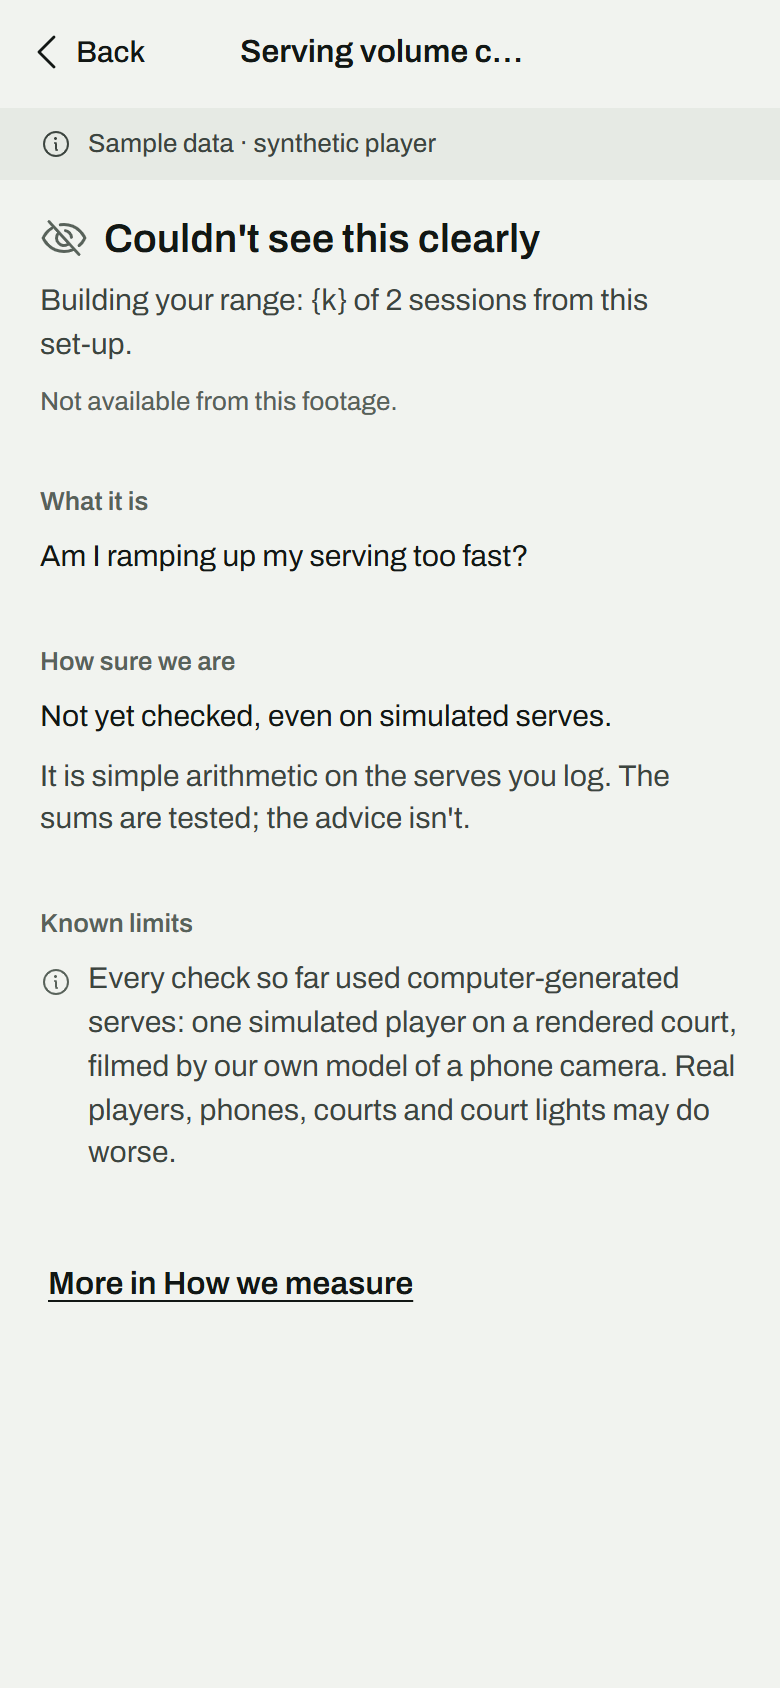 Back
Serving volume c...
Sample data · synthetic player
Couldn't see this clearly
Building your range: {k} of 2 sessions from this
set-up.
Not available from this footage.
What it is
Am I ramping up my serving too fast?
How sure we are
Not yet checked, even on simulated serves.
It is simple arithmetic on the serves you log. The
sums are tested; the advice isn't.
Known limits
Every check so far used computer-generated
serves: one simulated player on a rendered court,
filmed by our own model of a phone camera. Real
players, phones, courts and court lights may do
worse.
More in How we measure